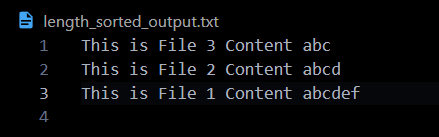 length_sorted_output.txt
1 This is File 3 Content abc
2 This is File 2 Content abcd
3 This is File 1 Content abcdef
4